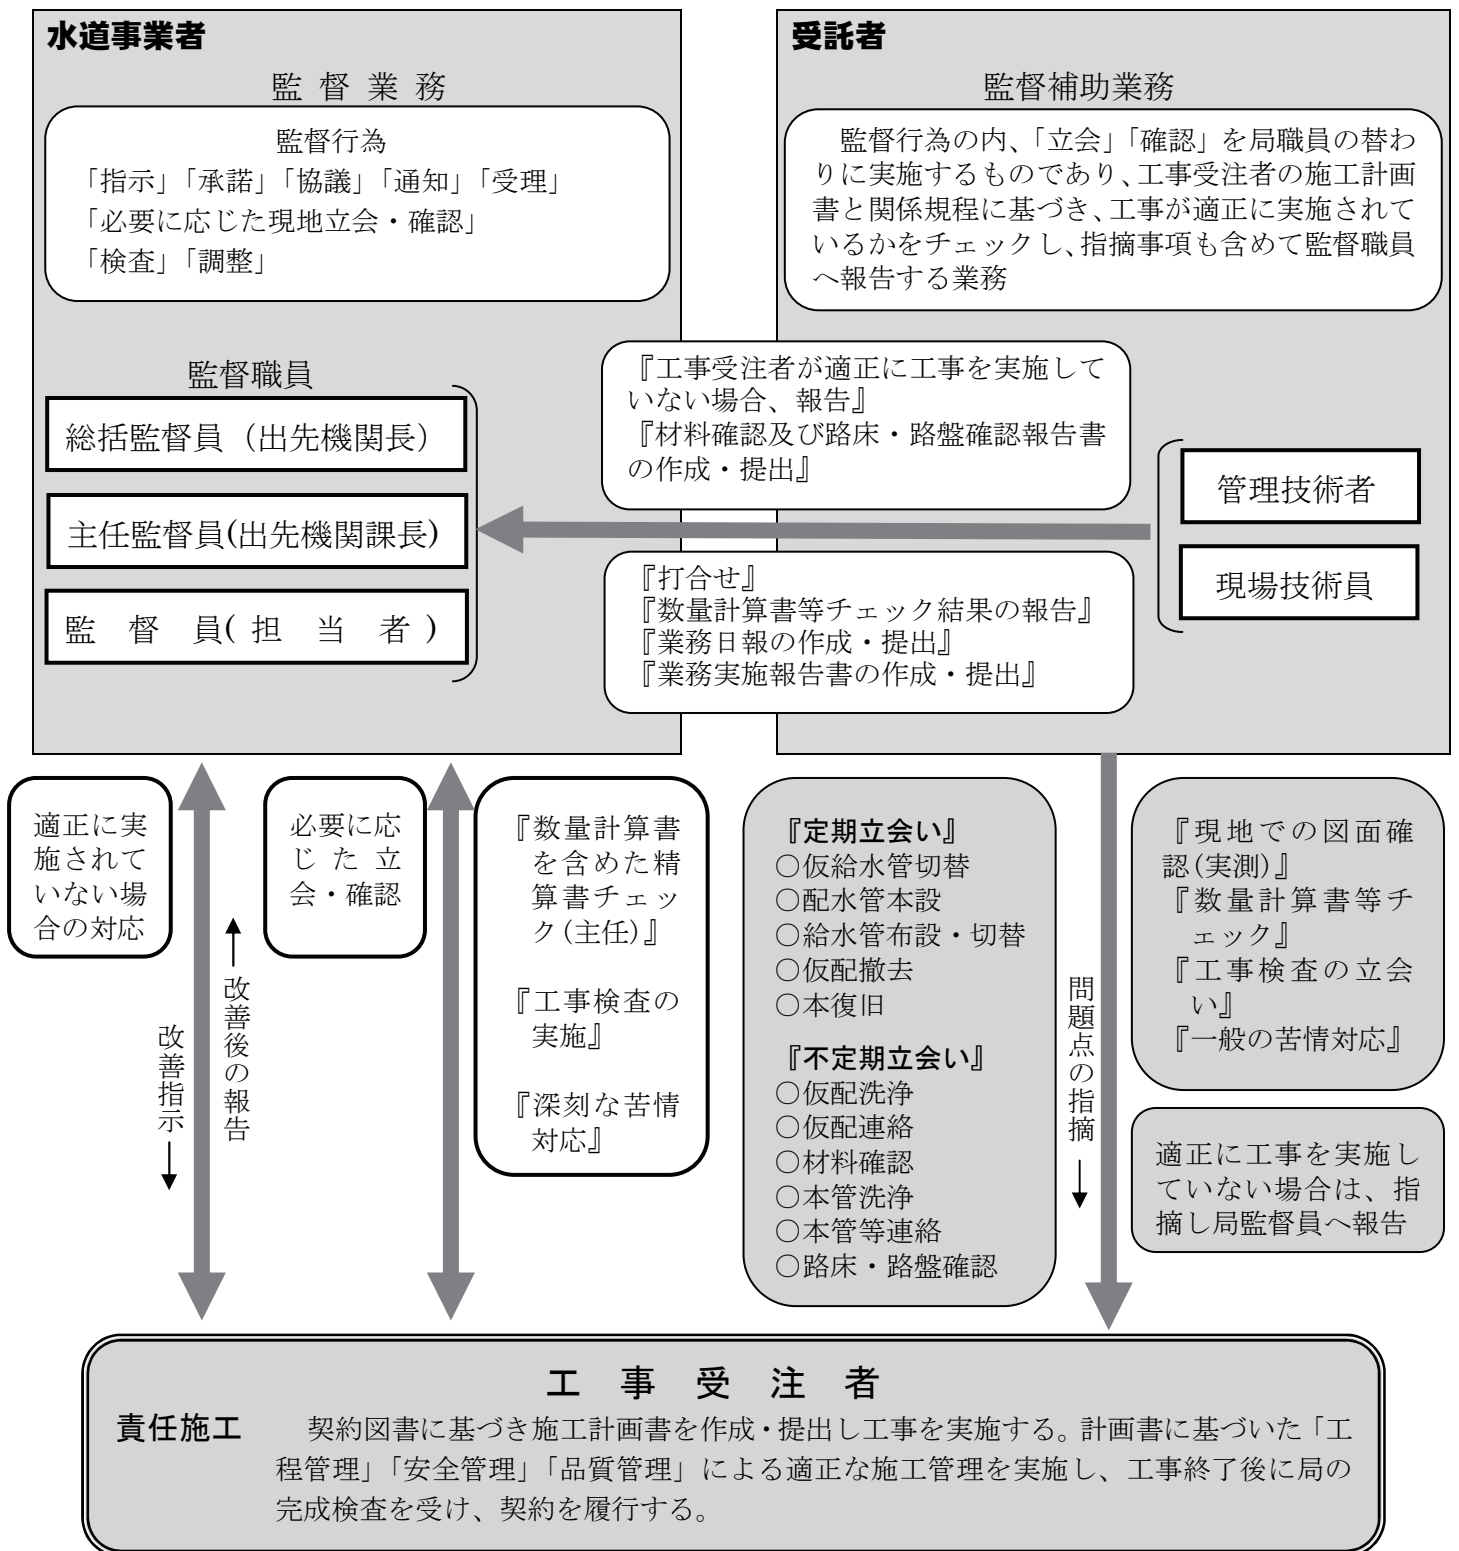 水道事業者
監督業務
監督行為
「指示」「承諾」「協議」「通知」「受理」
「必要に応じた現地立会・確認」
「検査」「調整」
監督職員
総括監督員（出先機関長）
主任監督員(出先機関課長)
監督員(担当者)
受託者
監督補助業務
監督行為の内、「立会」「確認」を局職員の替わ
りに実施するものであり、工事受注者の施工計画
書と関係規程に基づき、工事が適正に実施されて
いるかをチェックし、指摘事項も含めて監督職員
へ報告する業務
『工事受注者が適正に工事を実施して
いない場合、報告』
『材料確認及び路床・路盤確認報告書
の作成・提出』
管理技術者
現場技術員
『打合せ』
『数量計算書等チェック結果の報告』
『業務日報の作成・提出』
『業務実施報告書の作成・提出』
適正に実
施されて
いない場
合の対応
改善指示
改善後の報告
必要に応
じた立
会・確認
『数量計算書
を含めた精
算書チェッ
ク(主任)』
『工事検査の
実施』
『深刻な苦情
対応』
『定期立会い』
○仮給水管切替
○配水管本設
○給水管布設・切替
○仮配撤去
○本復旧
『不定期立会い』
○仮配洗浄
○仮配連絡
○材料確認
○本管洗浄
○本管等連絡
○路床・路盤確認
問題点の指摘
『現地での図面確
認(実測)』
『数量計算書等チ
ェック』
『工事検査の立会
い』
『一般の苦情対応』
適正に工事を実施し
ていない場合は、指
摘し局監督員へ報告
工事受注者
責任施工 契約図書に基づき施工計画書を作成・提出し工事を実施する。計画書に基づいた「工
程管理」「安全管理」「品質管理」による適正な施工管理を実施し、工事終了後に局の
完成検査を受け、契約を履行する。